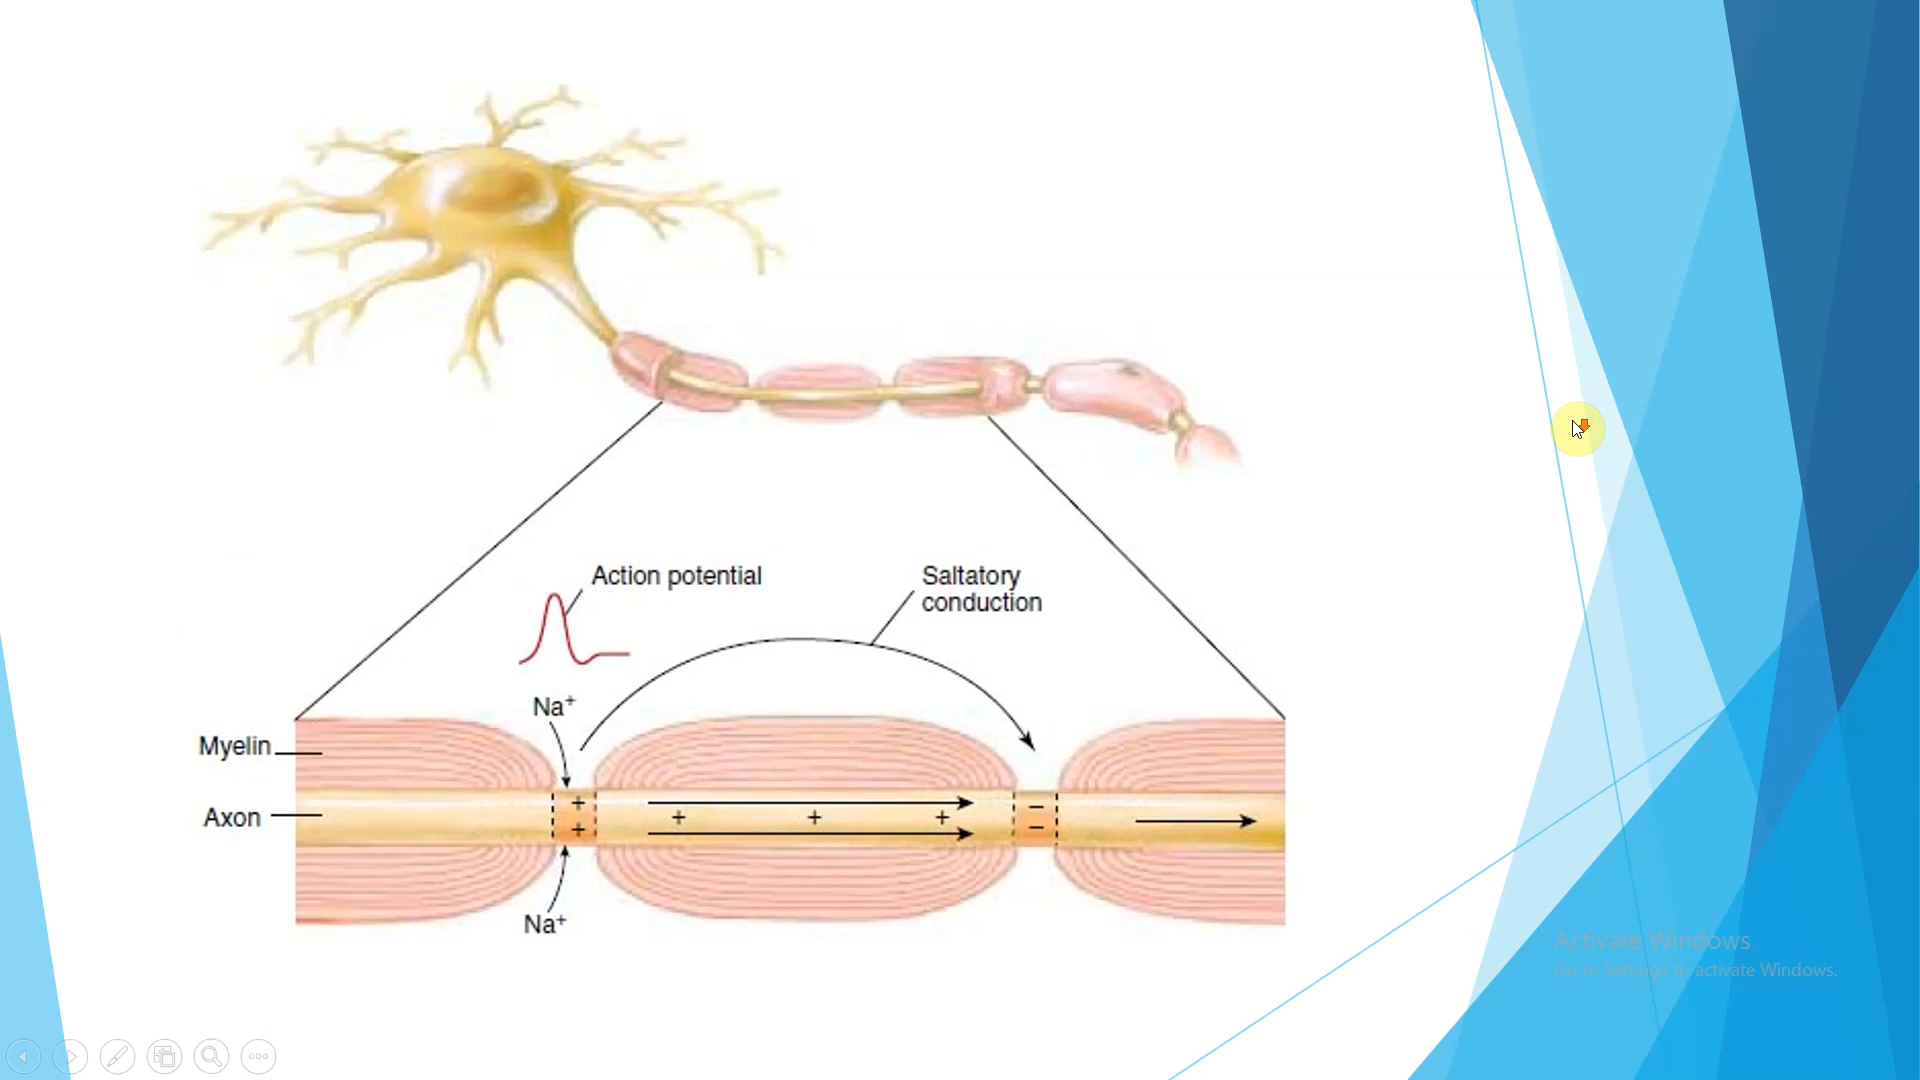 Action potential
Saltatory
conduction
Na⁺
Myelin
+
Axon
+ + +
+
−
−
Na⁺
Activate Windows
Go to Settings to activate Windows.